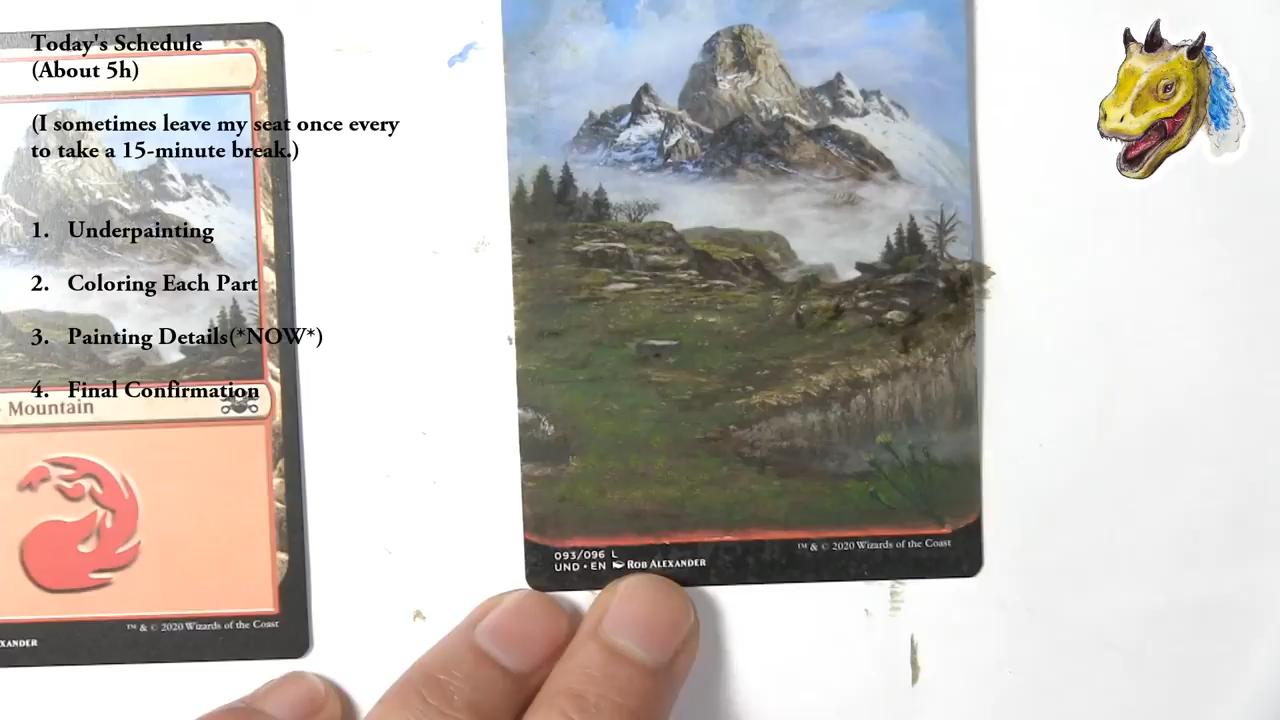 Today's Schedule
(About 5h)
(I sometimes leave my seat once every
to take a 15-minute break.)
1. Underpainting
2. Coloring Each Part
3. Painting Details(*NOW*)
4. Final Confirmation
Mountain
™ & © 2020 Wizards of the Coast
XANDER
093/096 L
UND • EN ROB ALEXANDER
™ & © 2020 Wizards of the Coast